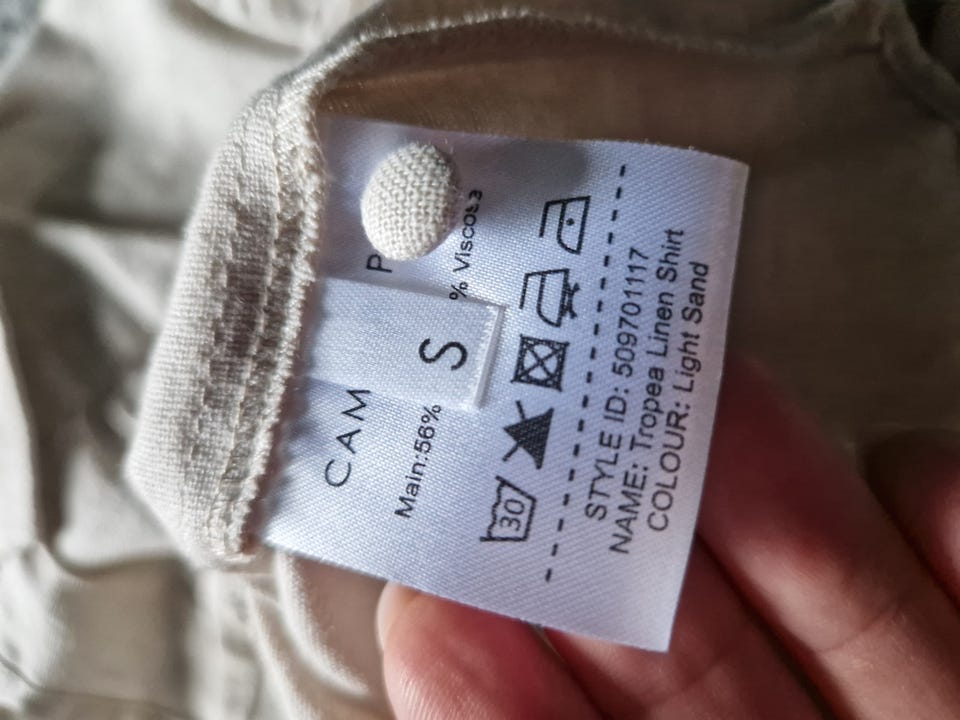 CAM
Main:56%
% Viscose
S
30
STYLE ID: 509701117
NAME: Tropea Linen Shirt
COLOUR: Light Sand